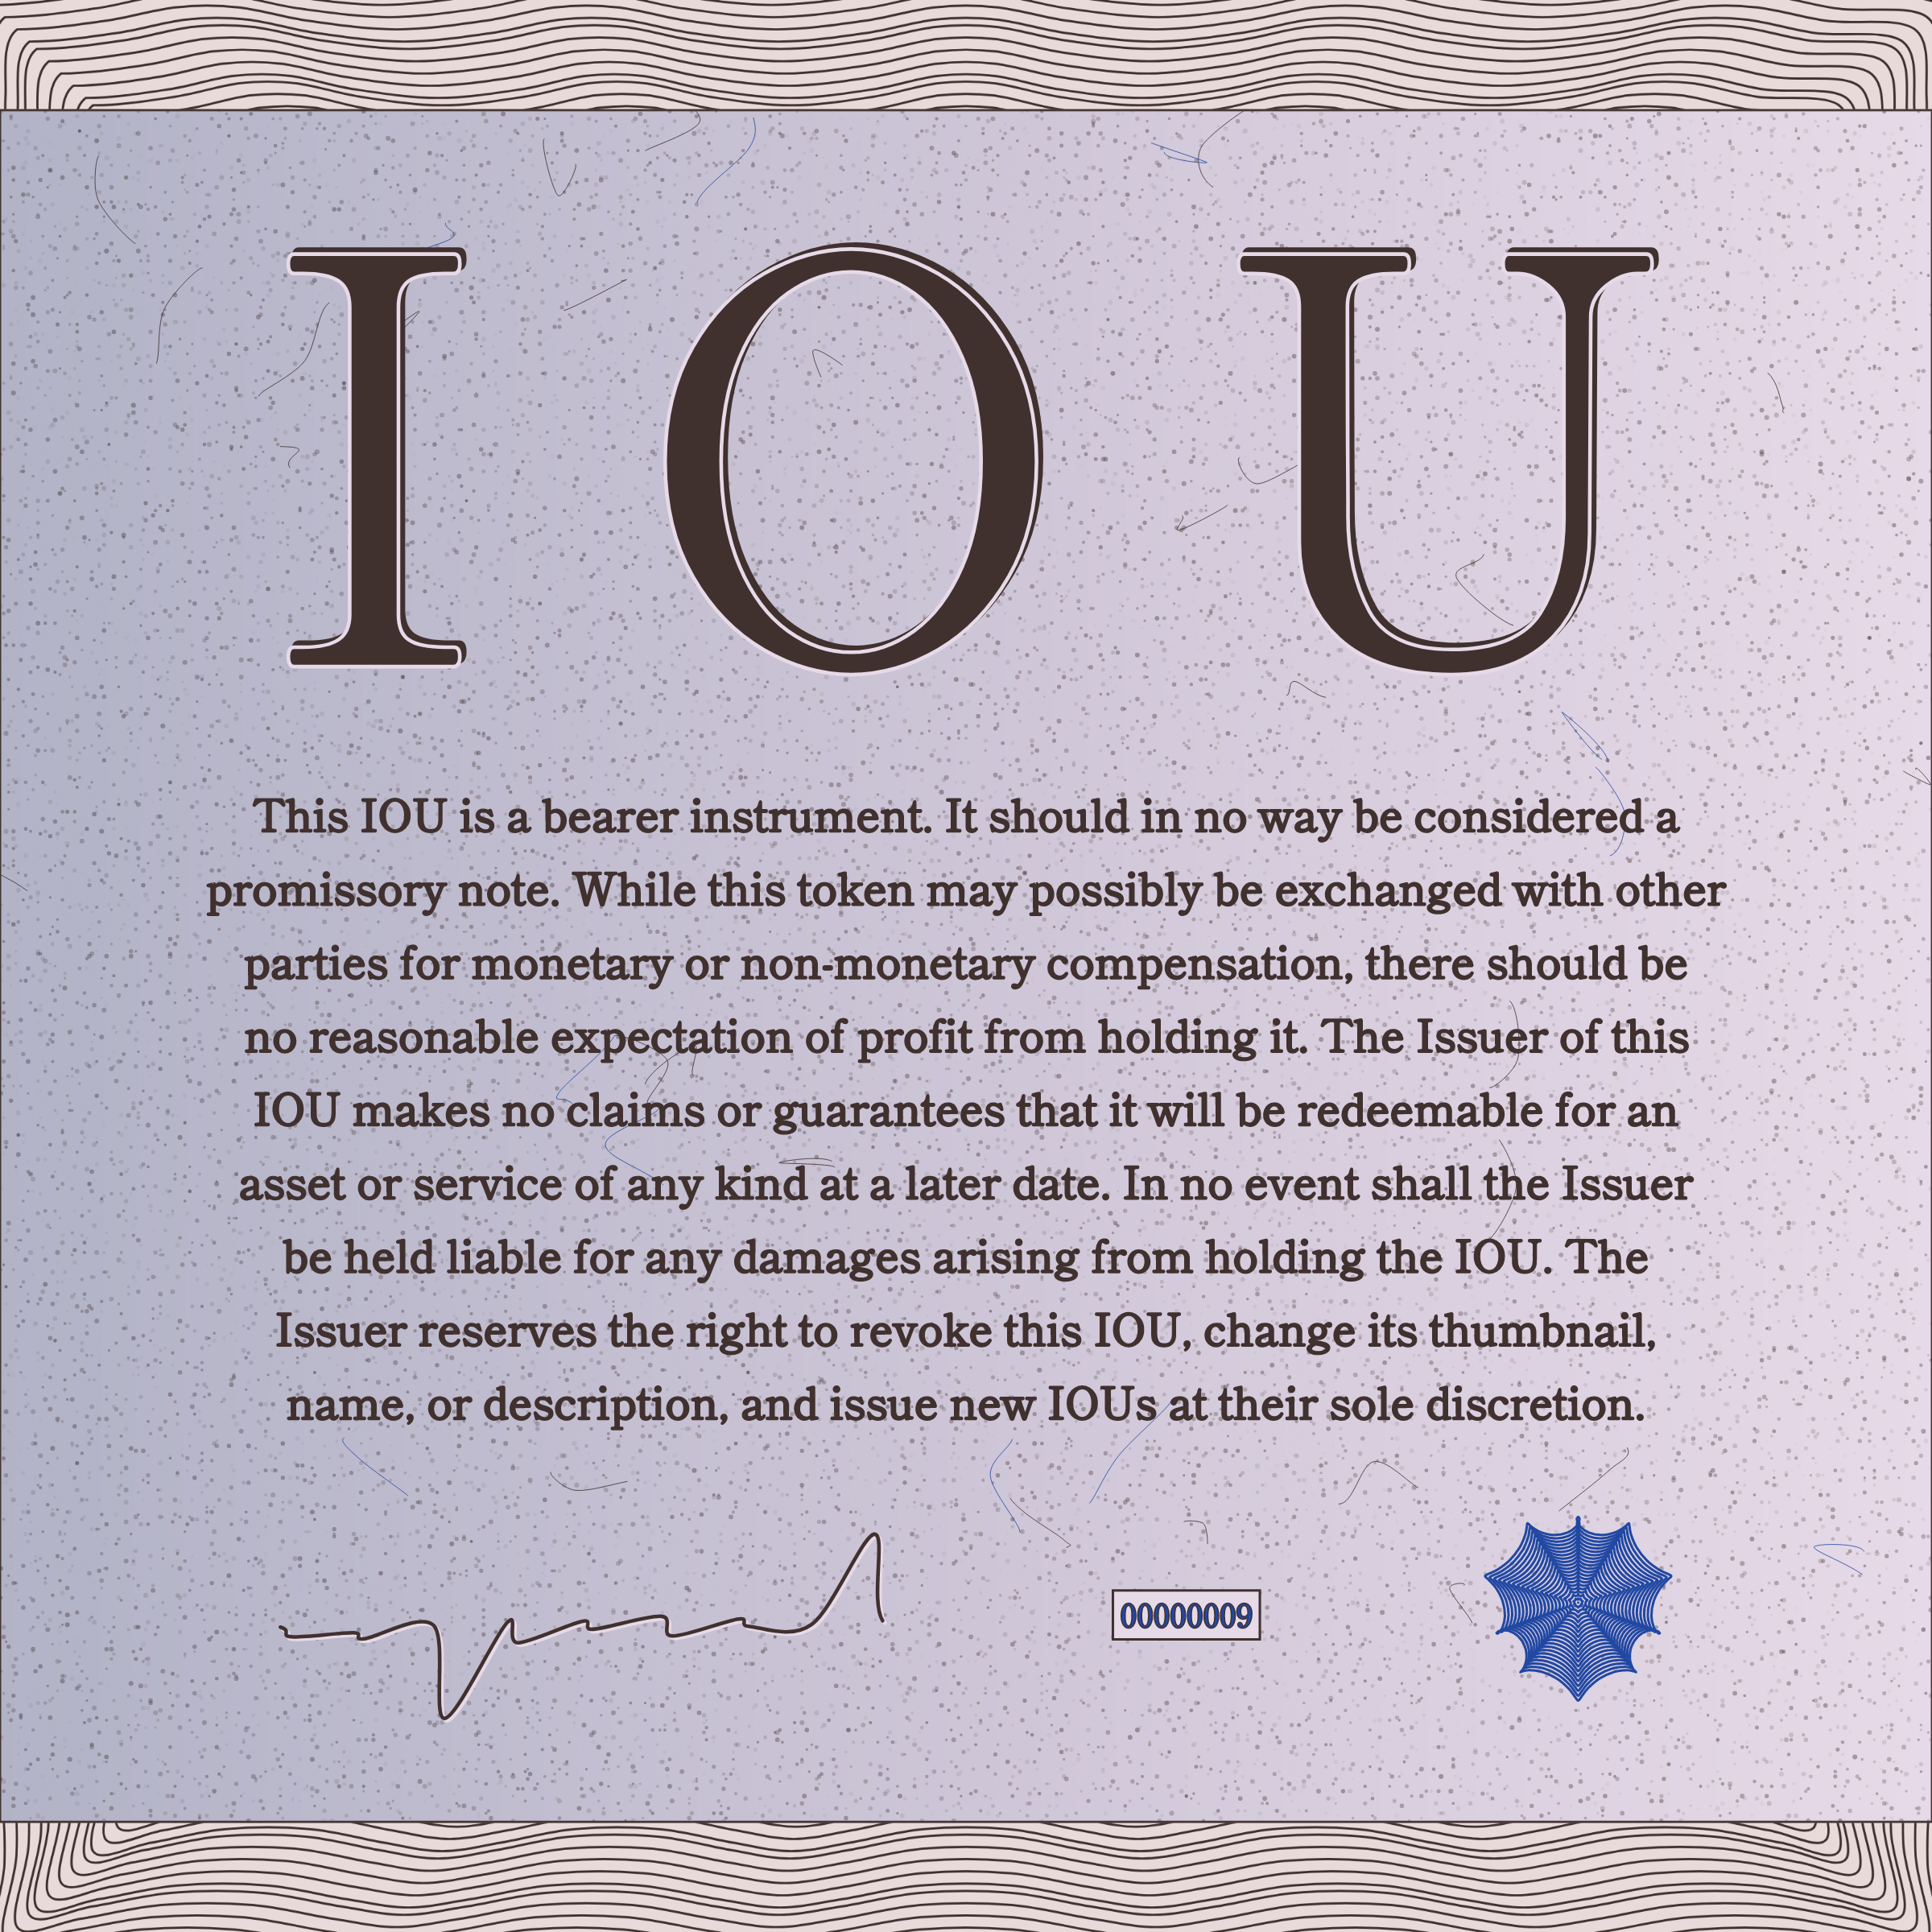 I O U
This IOU is a bearer instrument. It should in no way be considered a
promissory note. While this token may possibly be exchanged with other
parties for monetary or non-monetary compensation, there should be
no reasonable expectation of profit from holding it. The Issuer of this
IOU makes no claims or guarantees that it will be redeemable for an
asset or service of any kind at a later date. In no event shall the Issuer
be held liable for any damages arising from holding the IOU. The
Issuer reserves the right to revoke this IOU, change its thumbnail,
name, or description, and issue new IOUs at their sole discretion.
00000009